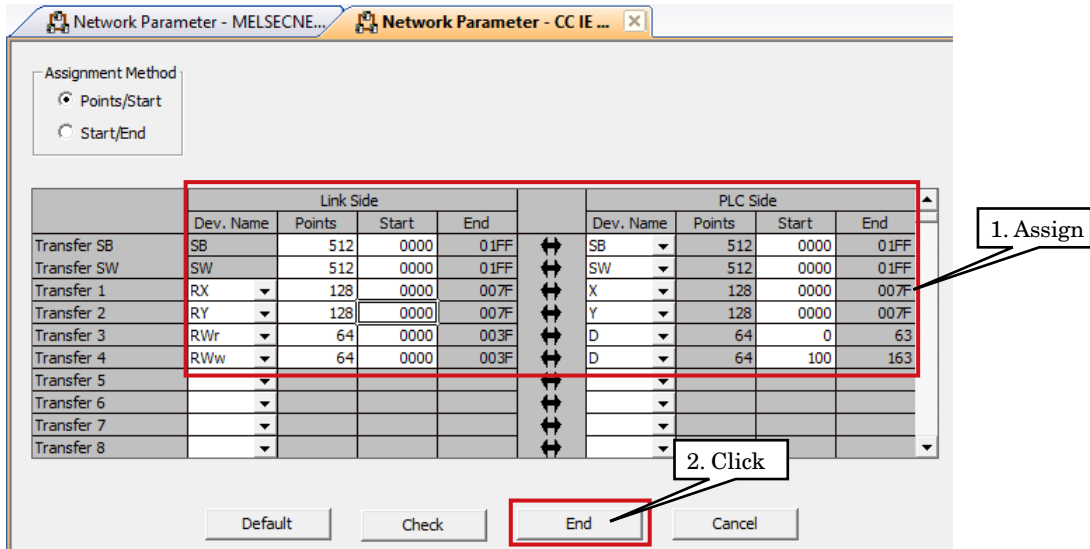 Network Parameter - MELSECNE... Network Parameter - CC IE ...
Assignment Method
Points/Start
Start/End
Link Side PLC Side
Dev. Name Points Start End Dev. Name Points Start End
Transfer SB SB 512 0000 01FF SB 512 0000 01FF
Transfer SW SW 512 0000 01FF SW 512 0000 01FF
Transfer 1 RX 128 0000 007F X 128 0000 007F
Transfer 2 RY 128 0000 007F Y 128 0000 007F
Transfer 3 RWr 64 0000 003F D 64 0 63
Transfer 4 RWw 64 0000 003F D 64 100 163
Transfer 5
Transfer 6
Transfer 7
Transfer 8
1. Assign
2. Click
Default Check End Cancel